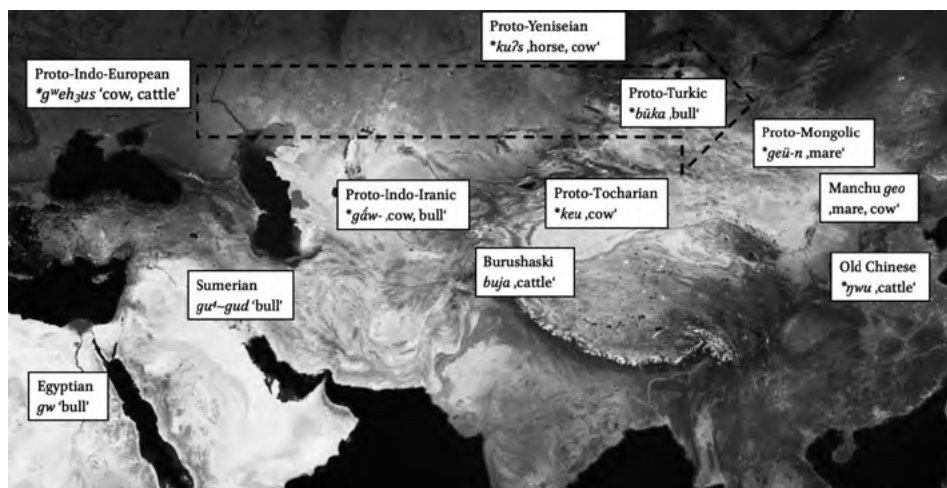 Proto-Yeniseian
*kuʔs ‚horse, cow‘
Proto-Indo-European
*gʷeh₃us ‘cow, cattle’
Proto-Turkic
*būka ‚bull‘
Proto-Mongolic
*geü-n ‚mare‘
Proto-Indo-Iranic
*gā́w- ‚cow, bull‘
Proto-Tocharian
*keu ‚cow‘
Manchu geo
‚mare, cow‘
Burushaski
buja ‚cattle‘
Old Chinese
*ŋwu ‚cattle‘
Sumerian
gu⁴~gud ‘bull’
Egyptian
gw ‘bull’